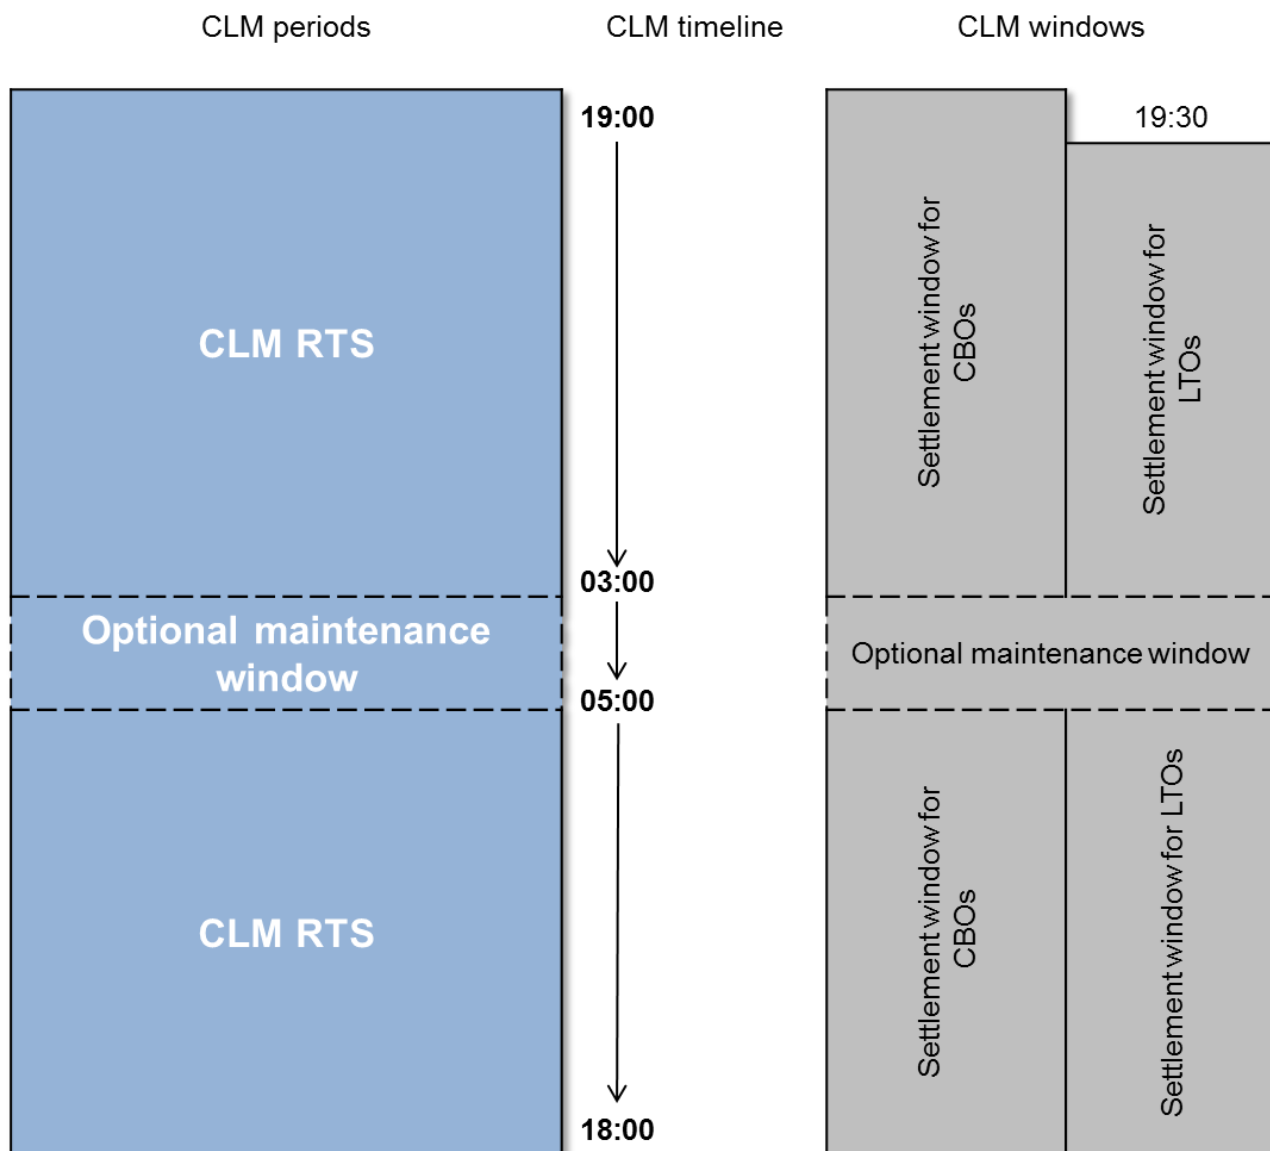 CLM periods
CLM timeline
CLM windows
19:00
19:30
CLM RTS
Settlement window for
CBOs
Settlement window for
LTOs
03:00
Optional maintenance
window
Optional maintenance window
05:00
CLM RTS
Settlement window for
CBOs
Settlement window for LTOs
18:00